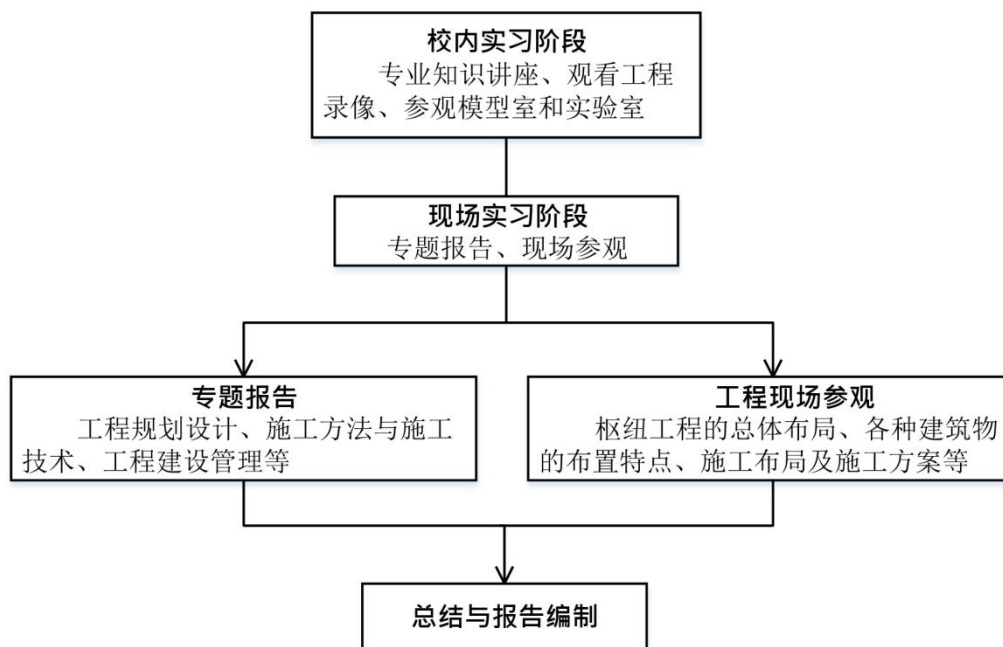 校内实习阶段
专业知识讲座、观看工程
录像、参观模型室和实验室
现场实习阶段
专题报告、现场参观
专题报告
工程规划设计、施工方法与施工
技术、工程建设管理等
工程现场参观
枢纽工程的总体布局、各种建筑物
的布置特点、施工布局及施工方案等
总结与报告编制